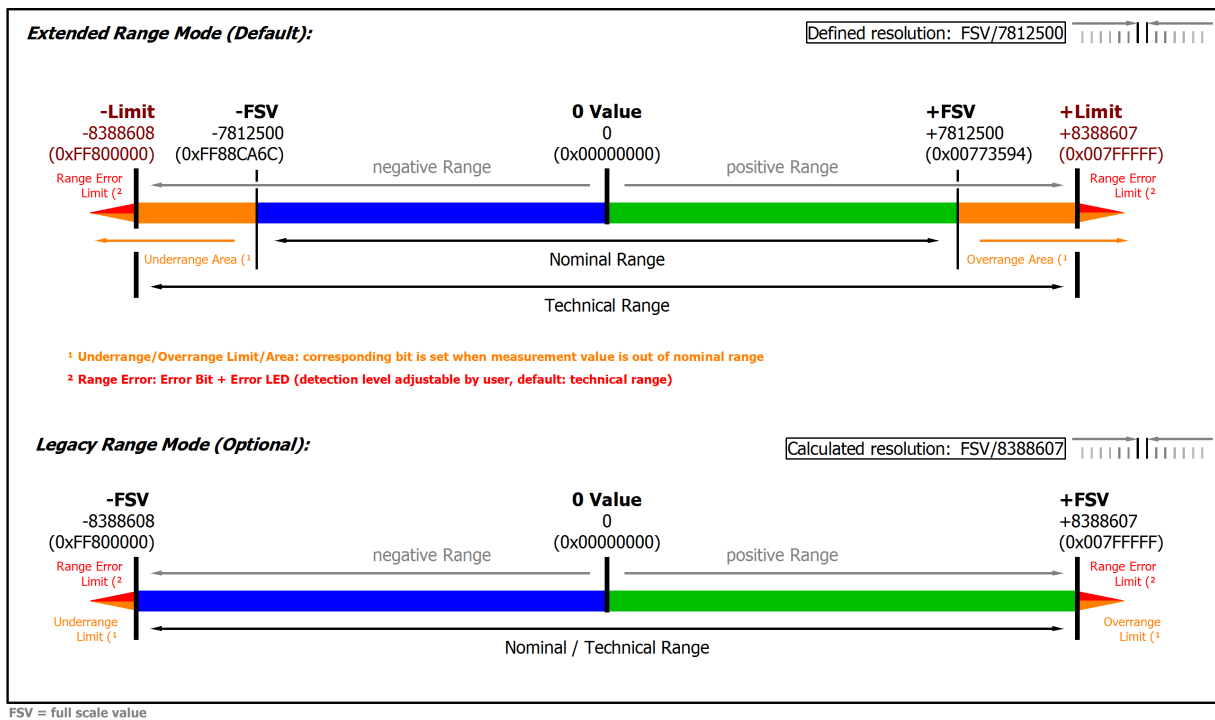 Extended Range Mode (Default):
Defined resolution: FSV/7812500
-Limit
-8388608
(0xFF800000)
-FSV
-7812500
(0xFF88CA6C)
0 Value
0
(0x00000000)
+FSV
+7812500
(0x00773594)
+Limit
+8388607
(0x007FFFFF)
negative Range
positive Range
Range Error
Limit (²
Range Error
Limit (²
Underrange Area (¹
Nominal Range
Overrange Area (¹
Technical Range
¹ Underrange/Overrange Limit/Area: corresponding bit is set when measurement value is out of nominal range
² Range Error: Error Bit + Error LED (detection level adjustable by user, default: technical range)
Legacy Range Mode (Optional):
Calculated resolution: FSV/8388607
-FSV
-8388608
(0xFF800000)
0 Value
0
(0x00000000)
+FSV
+8388607
(0x007FFFFF)
negative Range
positive Range
Range Error
Limit (²
Range Error
Limit (²
Underrange
Limit (¹
Overrange
Limit (¹
Nominal / Technical Range
FSV = full scale value